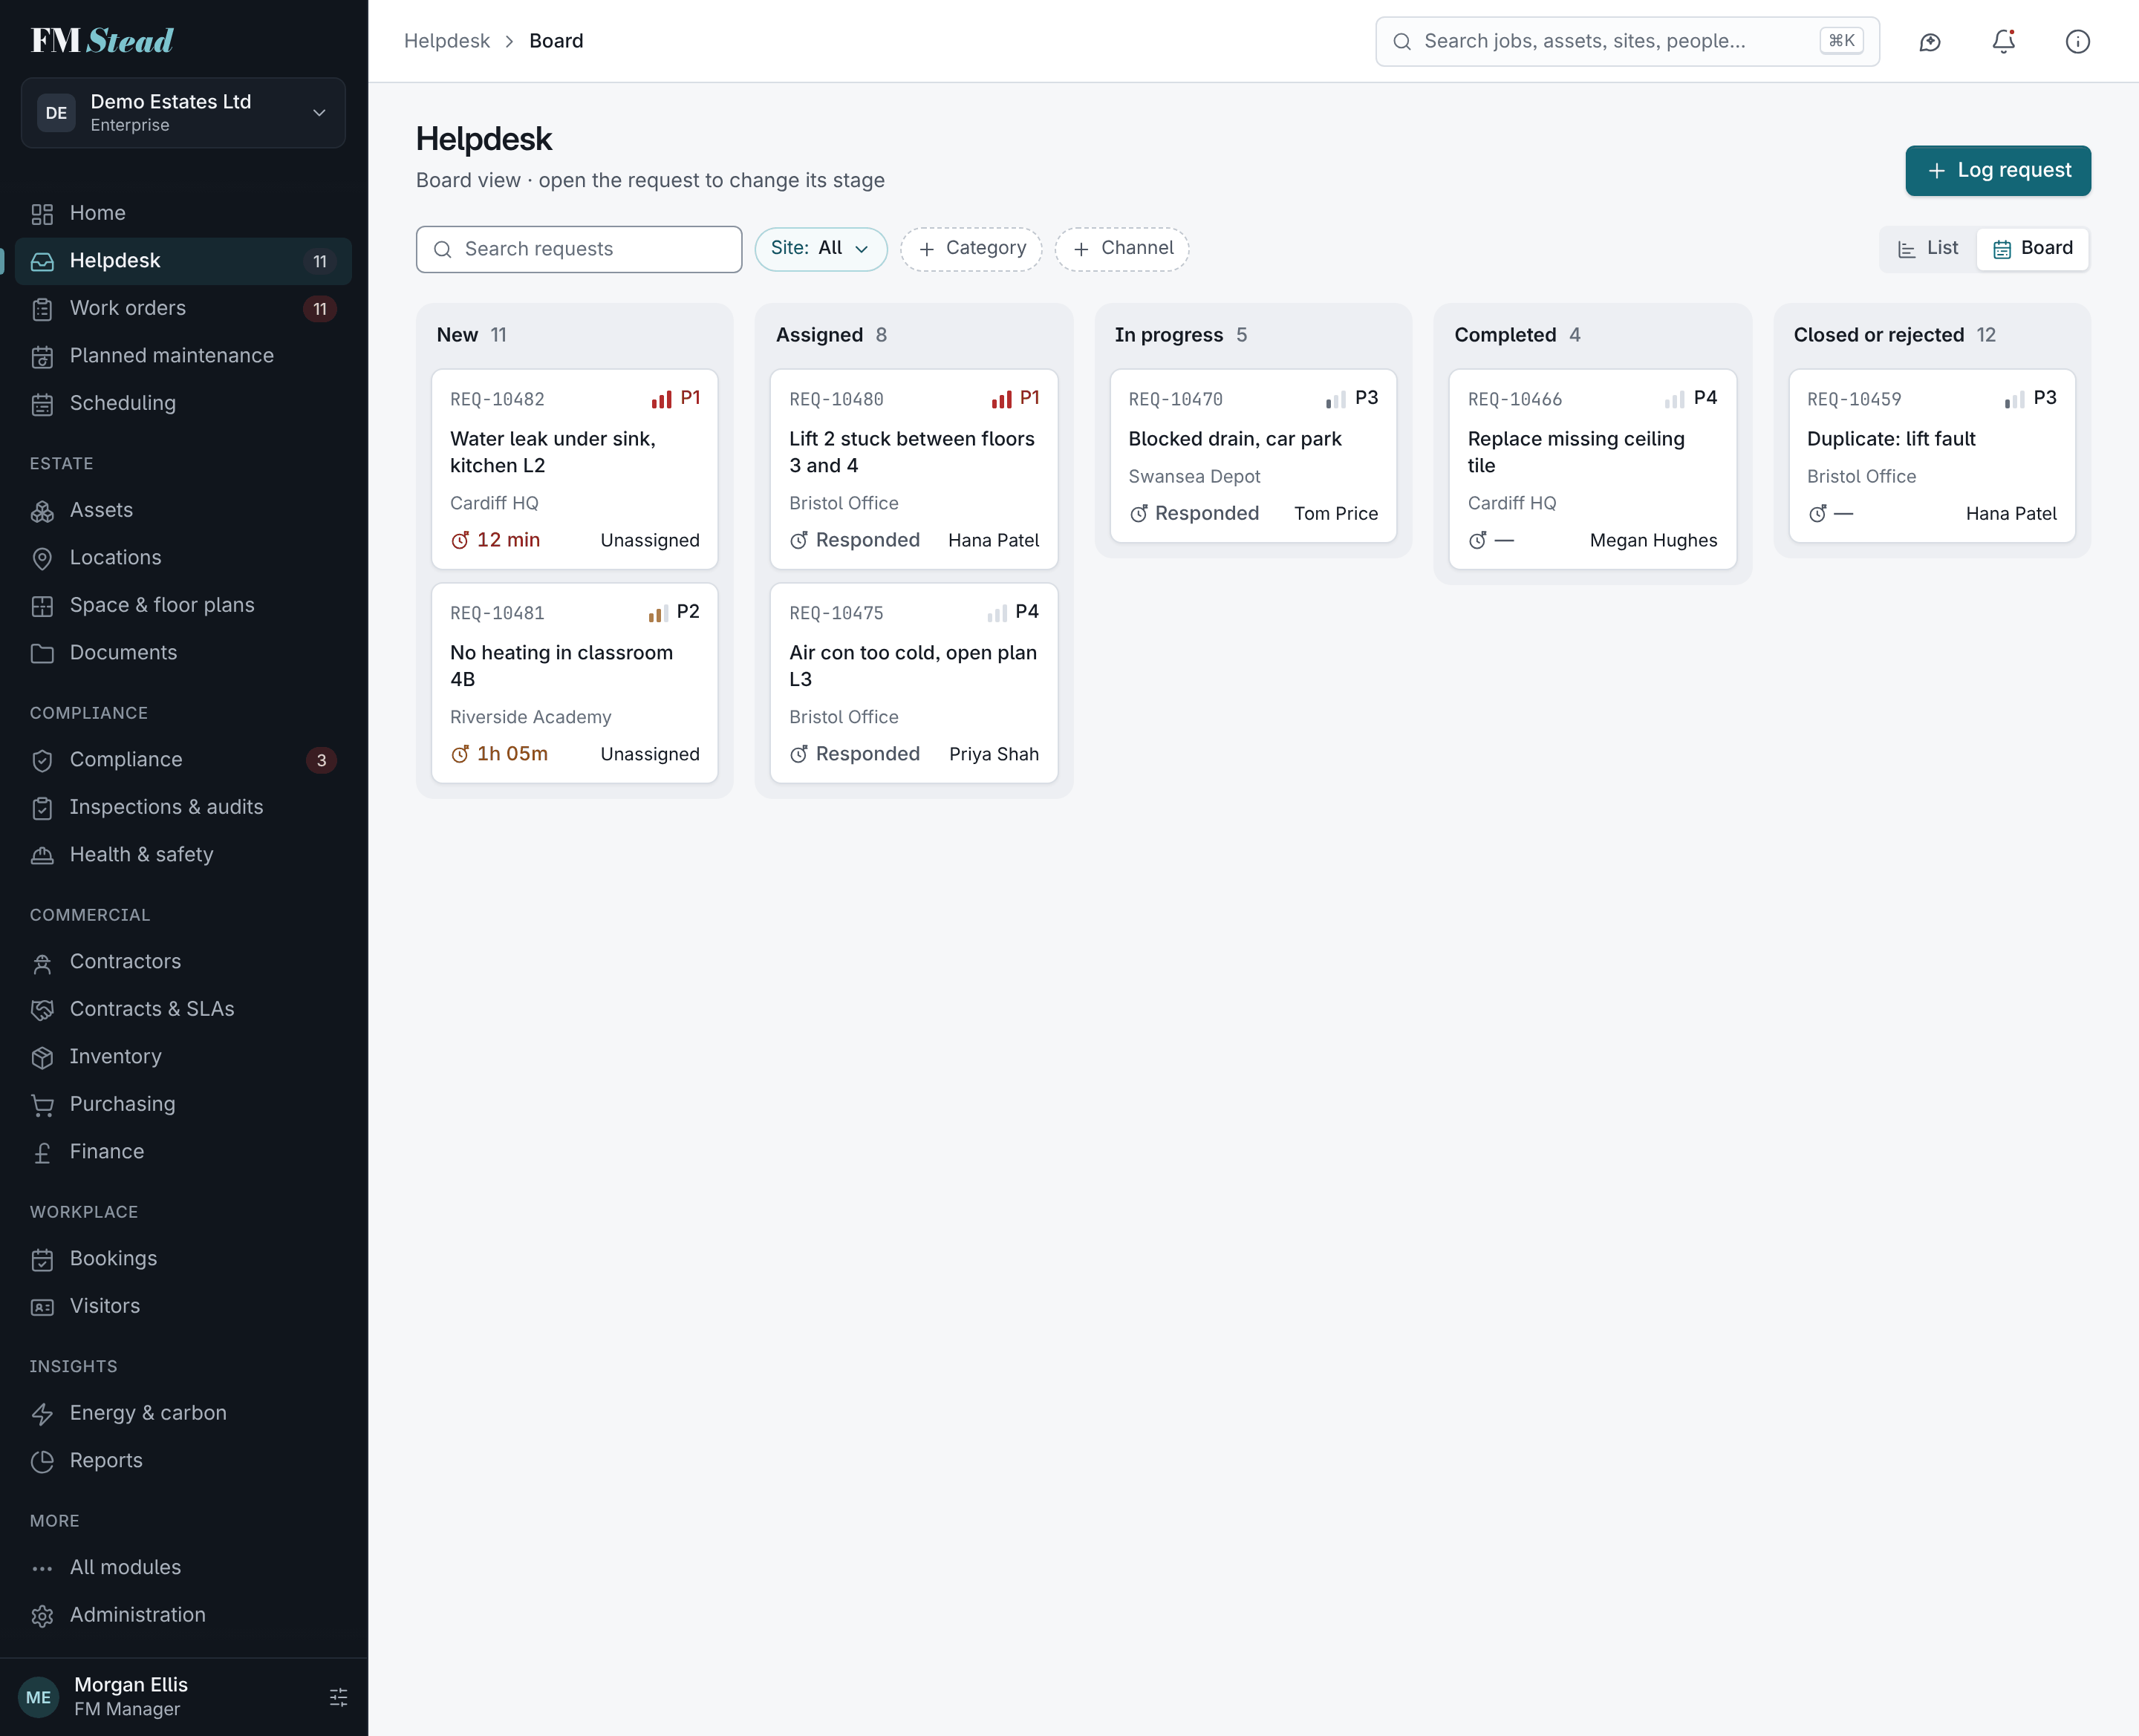 FM Stead
DE
Demo Estates Ltd
Enterprise
Home
Helpdesk 11
Work orders 11
Planned maintenance
Scheduling
ESTATE
Assets
Locations
Space & floor plans
Documents
COMPLIANCE
Compliance 3
Inspections & audits
Health & safety
COMMERCIAL
Contractors
Contracts & SLAs
Inventory
Purchasing
Finance
WORKPLACE
Bookings
Visitors
INSIGHTS
Energy & carbon
Reports
MORE
All modules
Administration
ME
Morgan Ellis
FM Manager
Helpdesk > Board
Search jobs, assets, sites, people... ⌘K
Helpdesk
Board view · open the request to change its stage
+ Log request
Search requests
Site: All
+ Category
+ Channel
List
Board
New 11
REQ-10482 P1
Water leak under sink,
kitchen L2
Cardiff HQ
12 min Unassigned
REQ-10481 P2
No heating in classroom
4B
Riverside Academy
1h 05m Unassigned
Assigned 8
REQ-10480 P1
Lift 2 stuck between floors
3 and 4
Bristol Office
Responded Hana Patel
REQ-10475 P4
Air con too cold, open plan
L3
Bristol Office
Responded Priya Shah
In progress 5
REQ-10470 P3
Blocked drain, car park
Swansea Depot
Responded Tom Price
Completed 4
REQ-10466 P4
Replace missing ceiling
tile
Cardiff HQ
— Megan Hughes
Closed or rejected 12
REQ-10459 P3
Duplicate: lift fault
Bristol Office
— Hana Patel